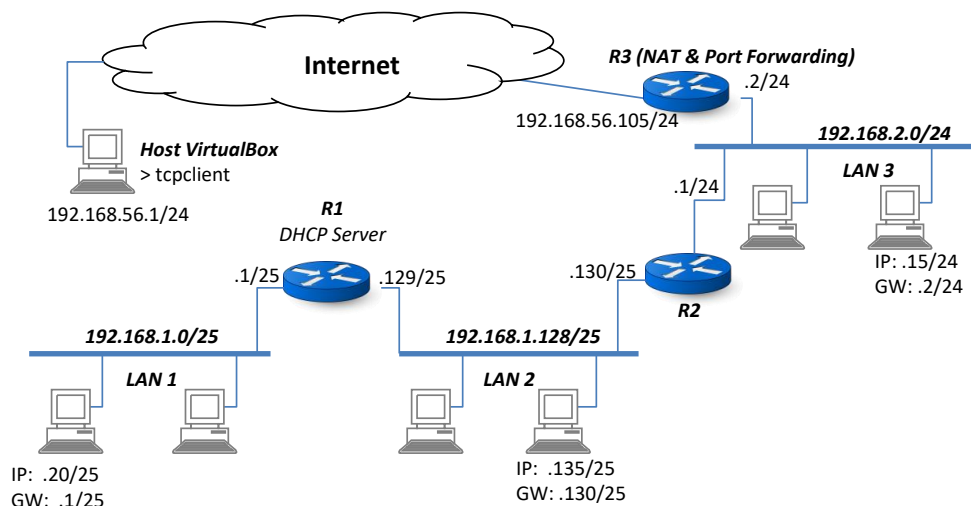 Internet
R3 (NAT & Port Forwarding)
.2/24
192.168.56.105/24
192.168.2.0/24
LAN 3
Host VirtualBox
> tcpclient
192.168.56.1/24
.1/24
IP: .15/24
GW: .2/24
R1
DHCP Server
.1/25
.129/25
.130/25
R2
192.168.1.0/25
LAN 1
192.168.1.128/25
LAN 2
IP: .20/25
GW: .1/25
IP: .135/25
GW: .130/25